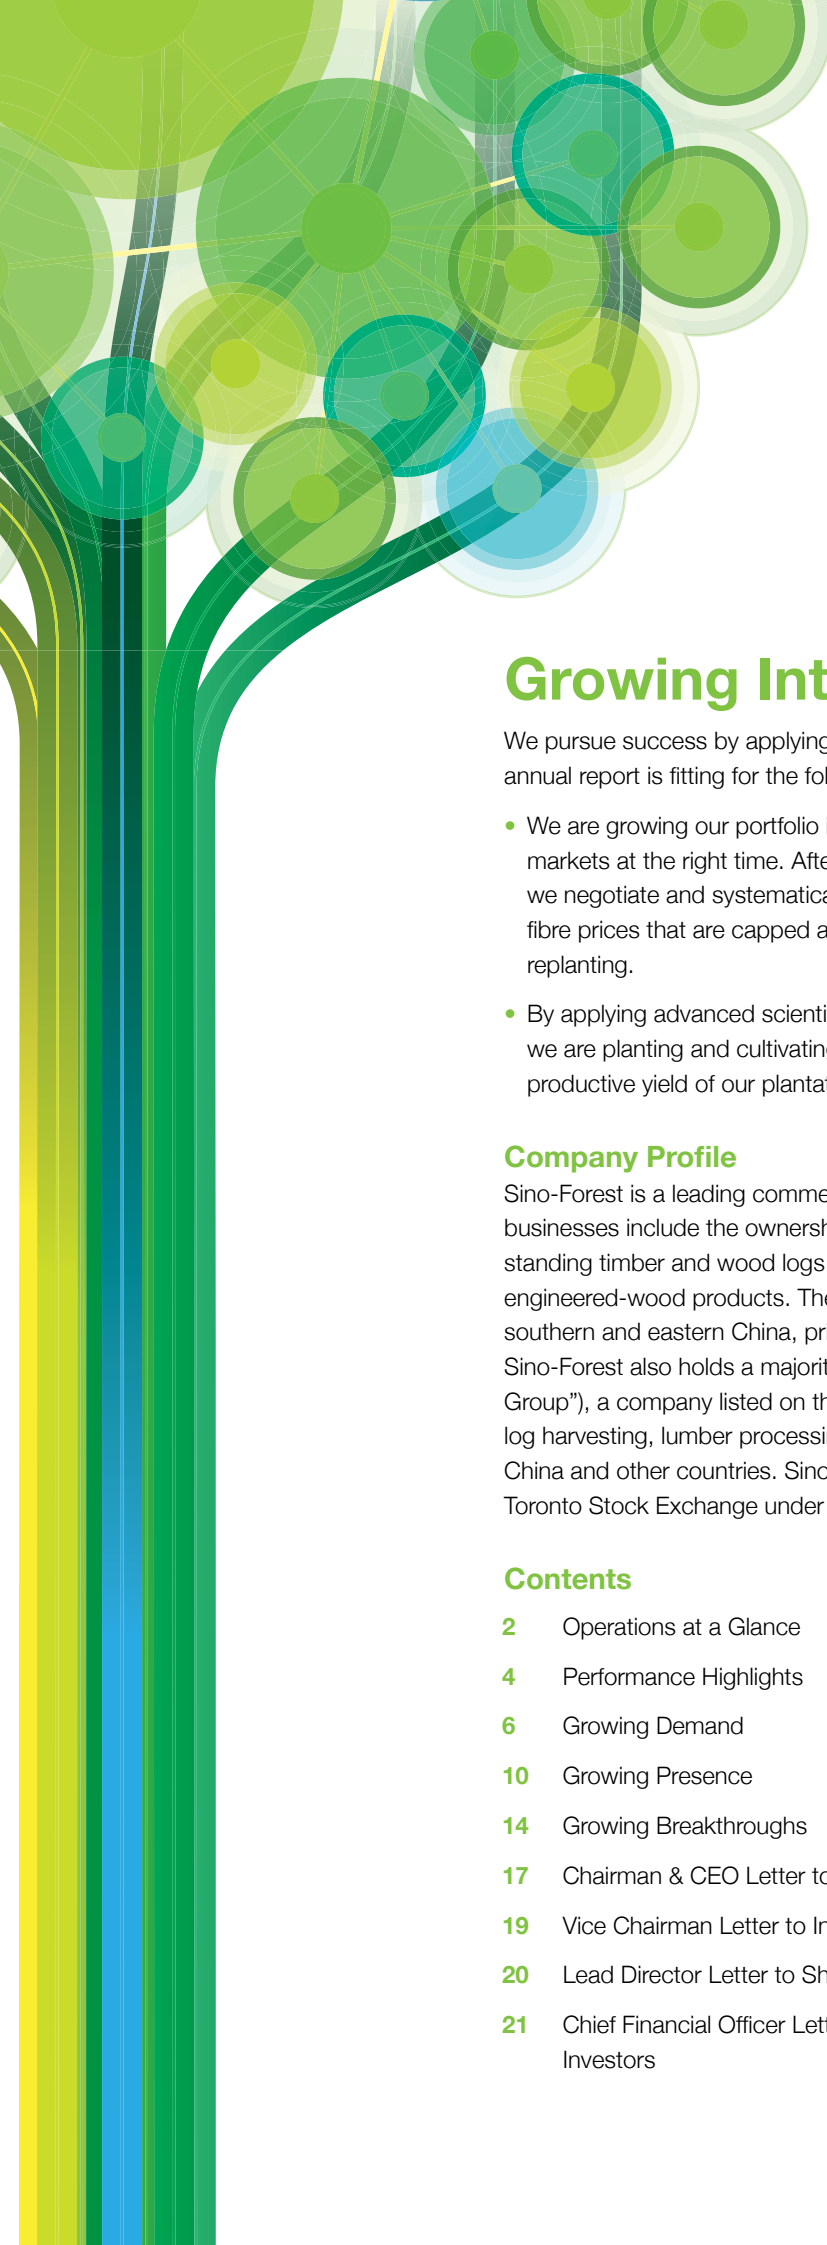 Growing Int
We pursue success by applying
annual report is fitting for the fol
• We are growing our portfolio i
markets at the right time. Afte
we negotiate and systematica
fibre prices that are capped a
replanting.
• By applying advanced scienti
we are planting and cultivating
productive yield of our plantat
Company Profile
Sino-Forest is a leading comme
businesses include the ownersh
standing timber and wood logs
engineered-wood products. The
southern and eastern China, pri
Sino-Forest also holds a majorit
Group”), a company listed on th
log harvesting, lumber processin
China and other countries. Sino
Toronto Stock Exchange under
Contents
2 Operations at a Glance
4 Performance Highlights
6 Growing Demand
10 Growing Presence
14 Growing Breakthroughs
17 Chairman & CEO Letter to
19 Vice Chairman Letter to In
20 Lead Director Letter to Sh
21 Chief Financial Officer Lett
Investors